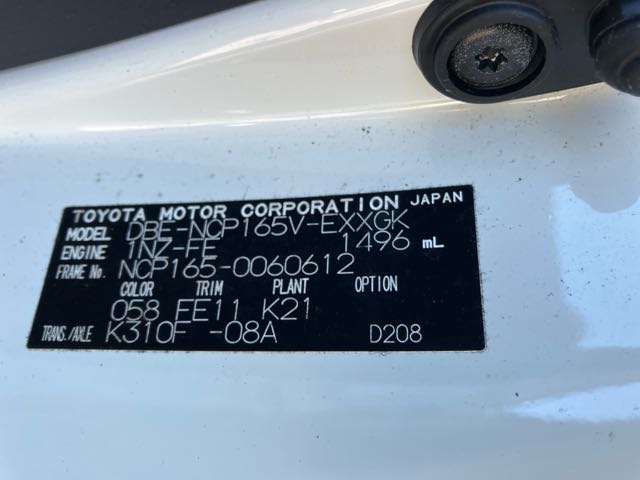 TOYOTA MOTOR CORPORATION JAPAN
MODEL DBE-NCP165V-EXXGK
ENGINE 1NZ-FE 1496 mL
FRAME No. NCP165-0060612
COLOR TRIM PLANT OPTION
058 FE11 K21
TRANS./AXLE K310F -08A D208